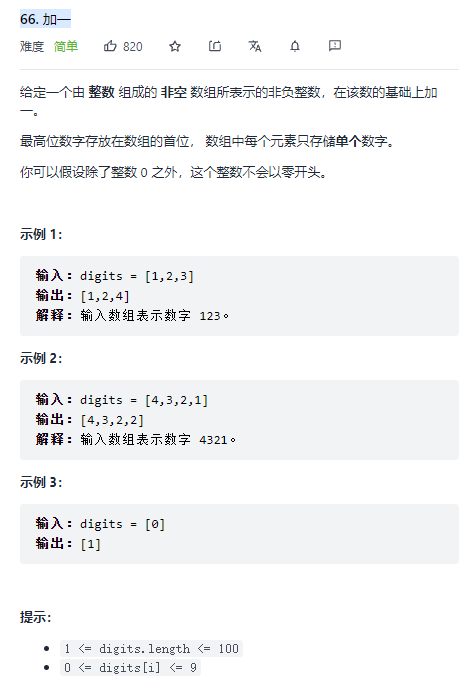 66. 加一
难度 简单 820
给定一个由 整数 组成的 非空 数组所表示的非负整数，在该数的基础上加
一。
最高位数字存放在数组的首位， 数组中每个元素只存储单个数字。
你可以假设除了整数 0 之外，这个整数不会以零开头。
示例 1：
输入：digits = [1,2,3]
输出：[1,2,4]
解释：输入数组表示数字 123。
示例 2：
输入：digits = [4,3,2,1]
输出：[4,3,2,2]
解释：输入数组表示数字 4321。
示例 3：
输入：digits = [0]
输出：[1]
提示：
1 <= digits.length <= 100
0 <= digits[i] <= 9